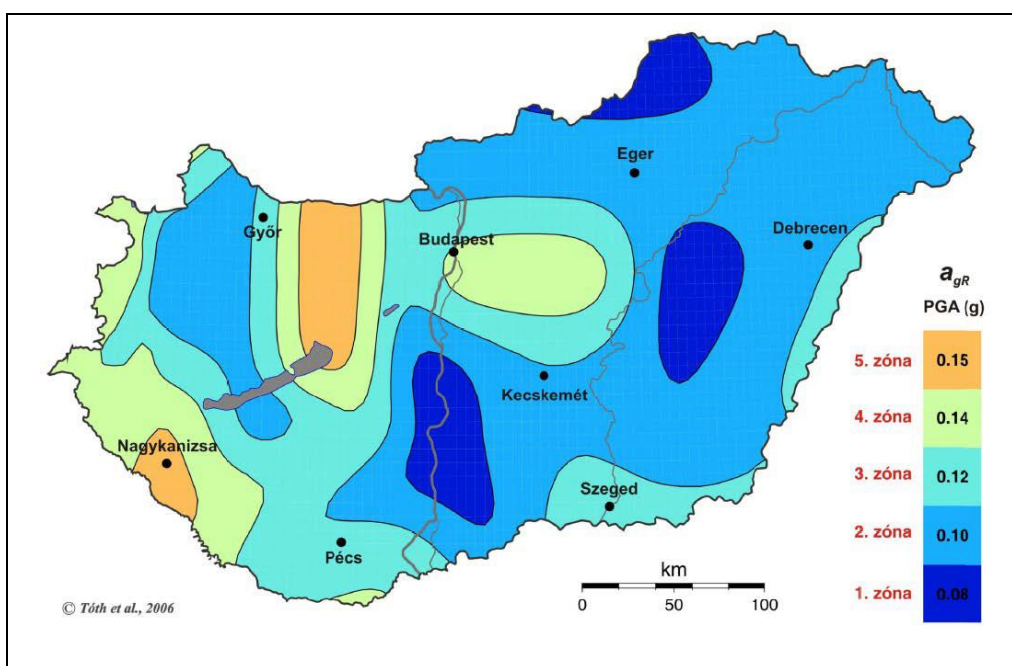 Eger
Debrecen
Győr
Budapest
Kecskemét
Nagykanizsa
Szeged
Pécs
a_gR
PGA (g)
5. zóna 0.15
4. zóna 0.14
3. zóna 0.12
2. zóna 0.10
1. zóna 0.08
km
0 50 100
© Tóth et al., 2006